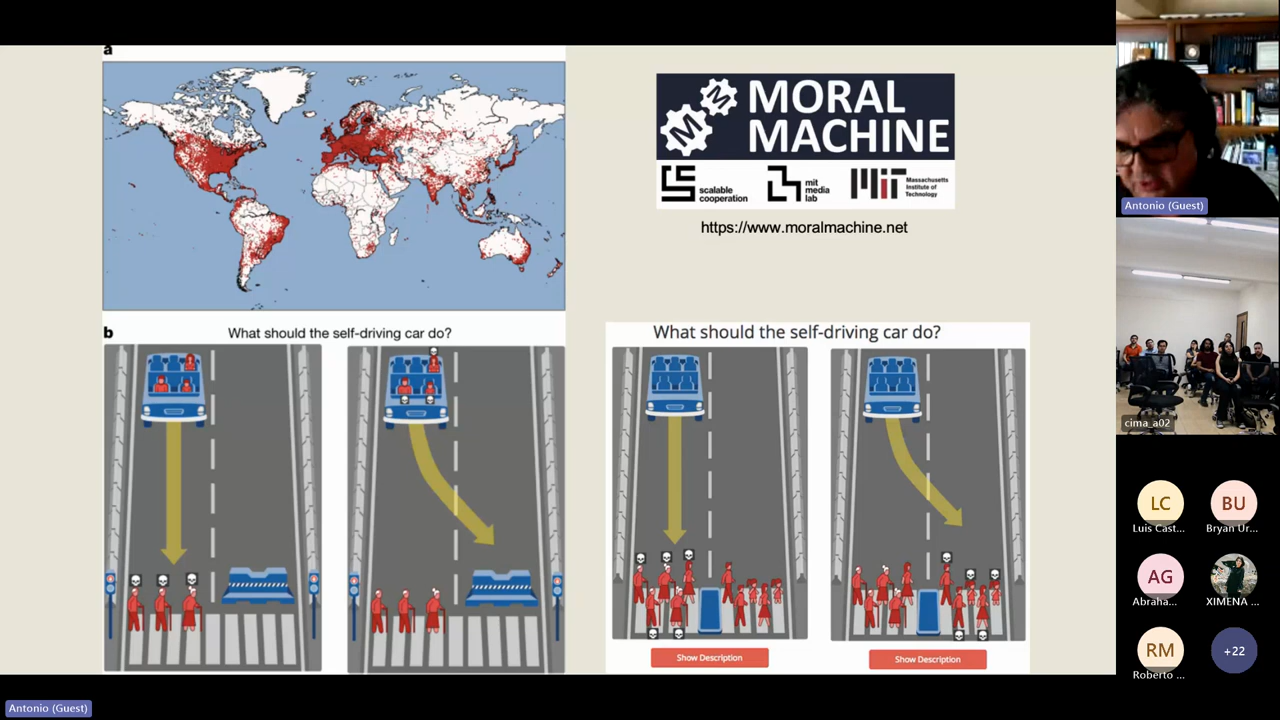 a
MORAL
MACHINE
M
M
scalable
cooperation
mit
media
lab
MIT
Massachusetts
Institute of
Technology
https://www.moralmachine.net
b
What should the self-driving car do?
What should the self-driving car do?
Show Description
Show Description
Antonio (Guest)
cima_a02
LC
Luis Cast...
BU
Bryan Ur...
AG
Abraha...
XIMENA ...
RM
Roberto ...
+22
Antonio (Guest)